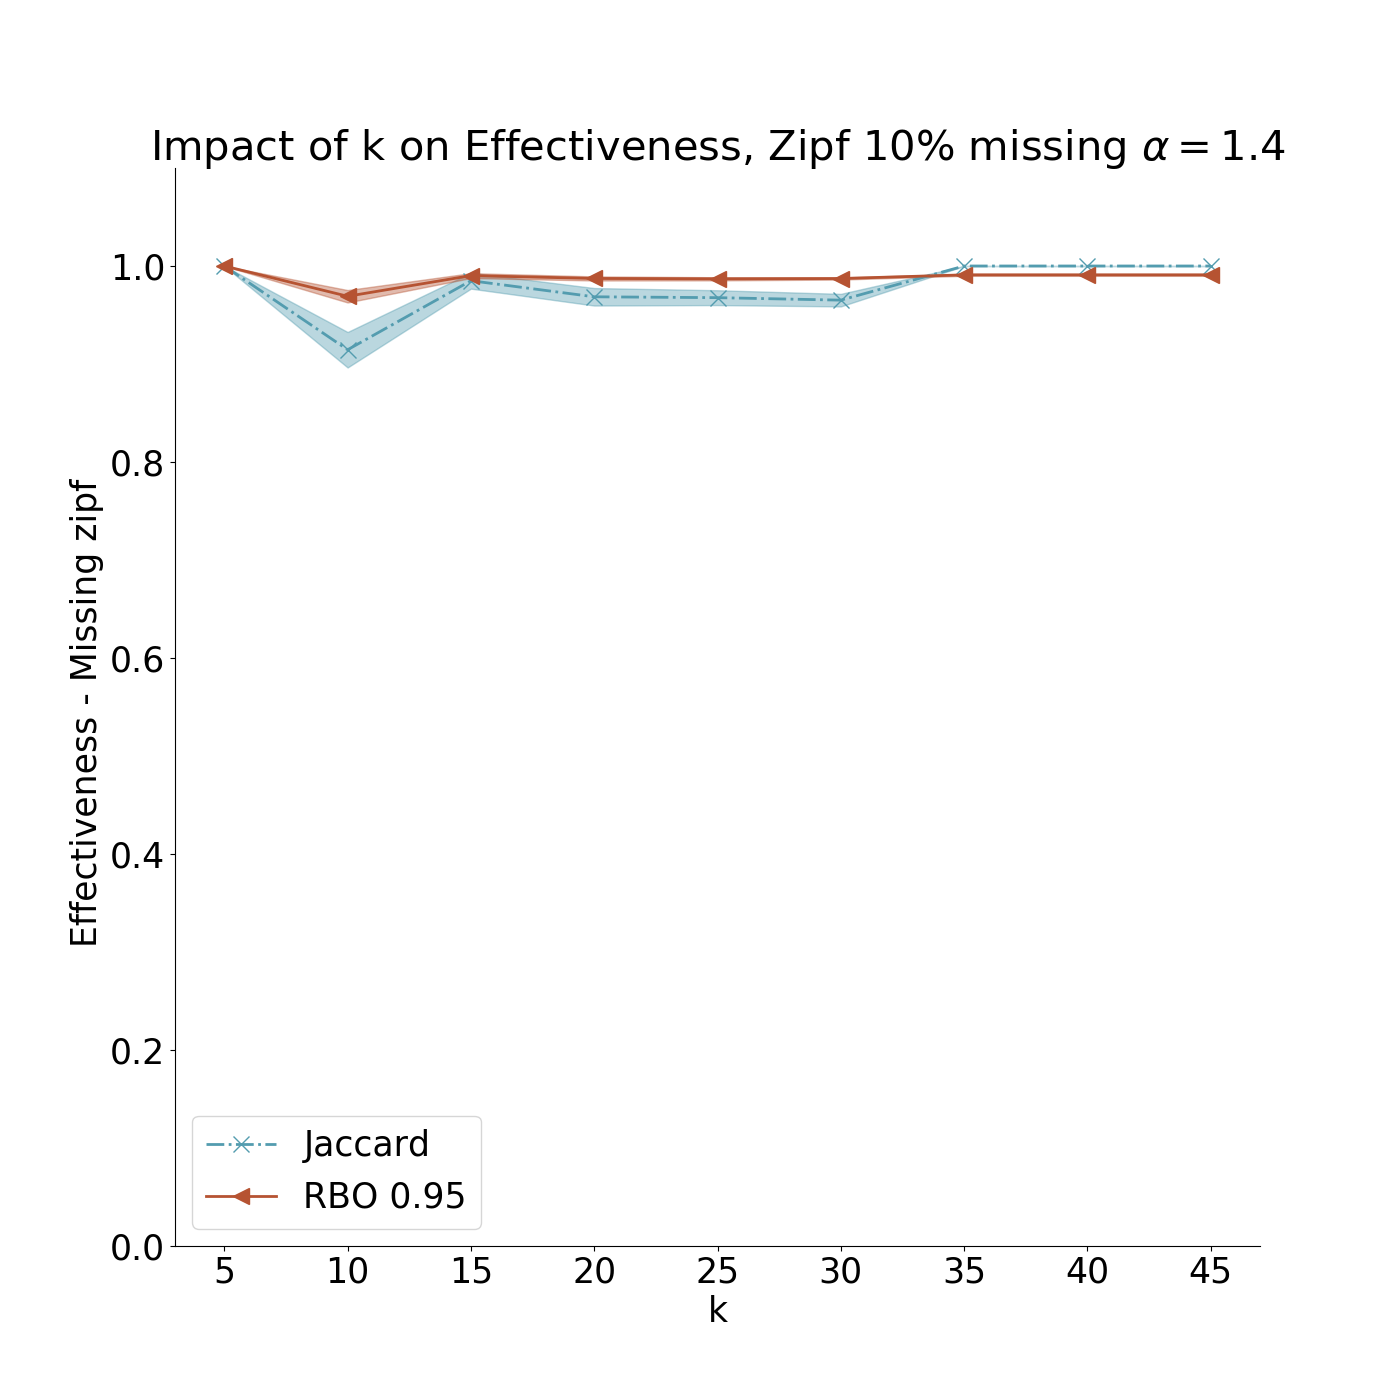 Impact of k on Effectiveness, Zipf 10% missing α = 1.4
Effectiveness - Missing zipf
1.0
0.8
0.6
0.4
0.2
0.0
Jaccard
RBO 0.95
5 10 15 20 25 30 35 40 45
k